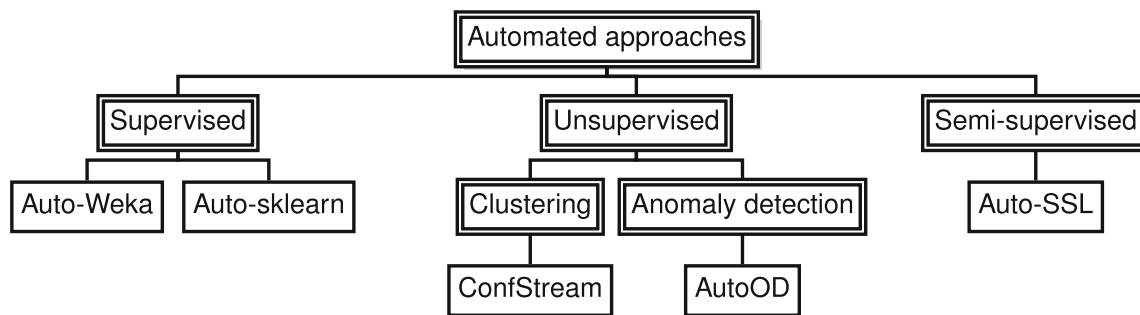 Automated approaches
Supervised
Unsupervised
Semi-supervised
Auto-Weka
Auto-sklearn
Clustering
Anomaly detection
Auto-SSL
ConfStream
AutoOD